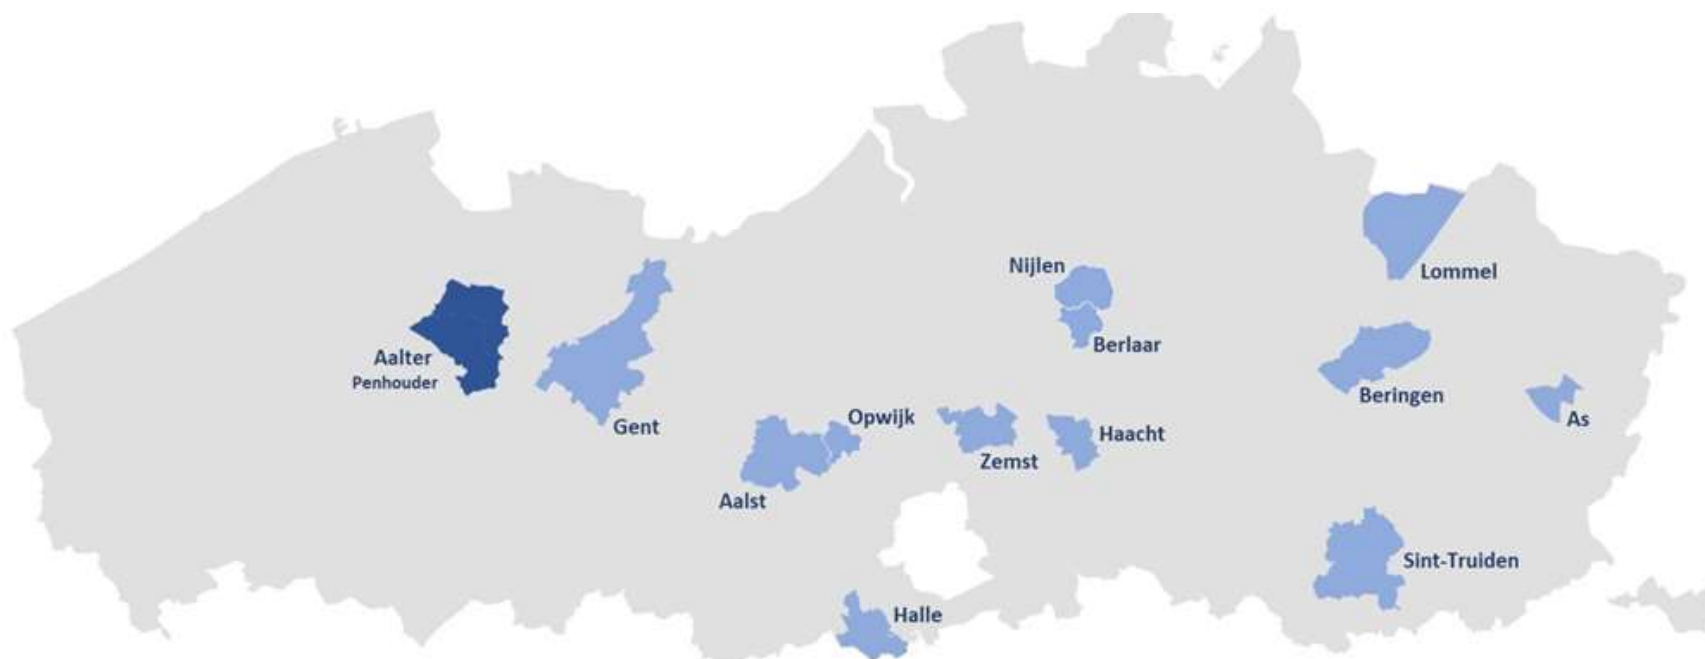 Nijlen
Lommel
Berlaar
Aalter
Penhouder
Beringen
Gent
Opwijk
As
Haacht
Zemst
Aalst
Sint-Truiden
Halle